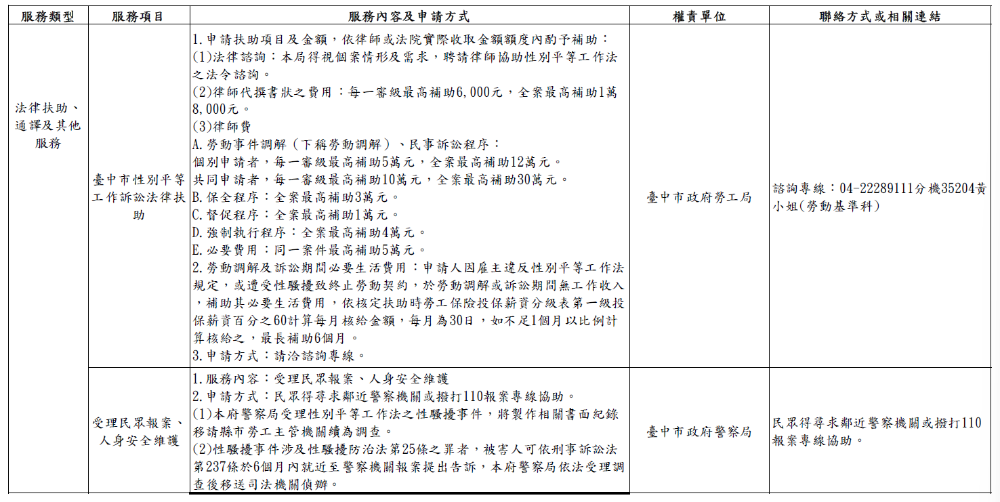 服務類型 服務項目 服務內容及申請方式 權責單位 聯絡方式或相關連結
法律扶助、
通譯及其他
服務
臺中市性別平等
工作訴訟法律扶
助
1.申請扶助項目及金額，依律師或法院實際收取金額額度內酌予補助：
(1)法律諮詢：本局得視個案情形及需求，聘請律師協助性別平等工作法
之法令諮詢。
(2)律師代撰書狀之費用：每一審級最高補助6,000元，全案最高補助1萬
8,000元。
(3)律師費
A.勞動事件調解（下稱勞動調解）、民事訴訟程序：
個別申請者，每一審級最高補助5萬元，全案最高補助12萬元。
共同申請者，每一審級最高補助10萬元，全案最高補助30萬元。
B.保全程序：全案最高補助3萬元。
C.督促程序：全案最高補助1萬元。
D.強制執行程序：全案最高補助4萬元。
E.必要費用：同一案件最高補助5萬元。
2.勞動調解及訴訟期間必要生活費用：申請人因雇主違反性別平等工作法
規定，或遭受性騷擾致終止勞動契約，於勞動調解或訴訟期間無工作收入
，補助其必要生活費用，依核定扶助時勞工保險投保薪資分級表第一級投
保薪資百分之60計算每月核給金額，每月為30日，如不足1個月以比例計
算核給之，最長補助6個月。
3.申請方式：請洽諮詢專線。
臺中市政府勞工局
諮詢專線：04-22289111分機35204黃
小姐(勞動基準科)
受理民眾報案、
人身安全維護
1.服務內容：受理民眾報案、人身安全維護
2.申請方式：民眾得尋求鄰近警察機關或撥打110報案專線協助。
(1)本府警察局受理性別平等工作法之性騷擾事件，將製作相關書面紀錄
移請縣市勞工主管機關續為調查。
(2)性騷擾事件涉及性騷擾防治法第25條之罪者，被害人可依刑事訴訟法
第237條於6個月內就近至警察機關報案提出告訴，本府警察局依法受理調
查後移送司法機關偵辦。
臺中市政府警察局
民眾得尋求鄰近警察機關或撥打110
報案專線協助。